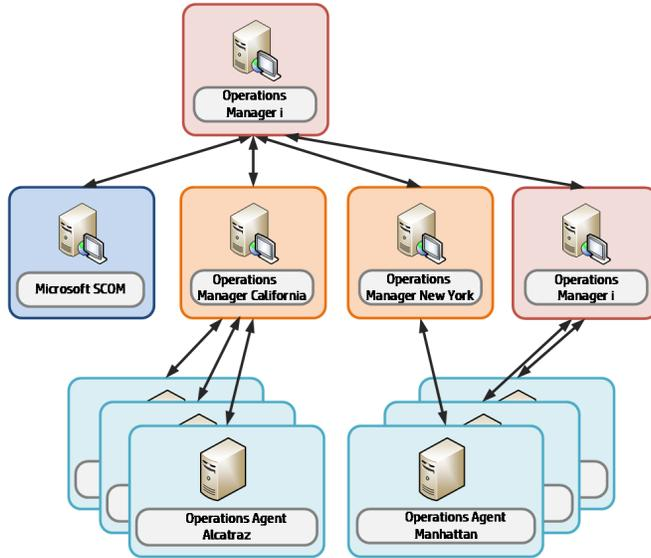 Operations
Manager i
Microsoft SCOM
Operations
Manager California
Operations
Manager New York
Operations
Manager i
Operations Agent
Alcatraz
Operations Agent
Manhattan